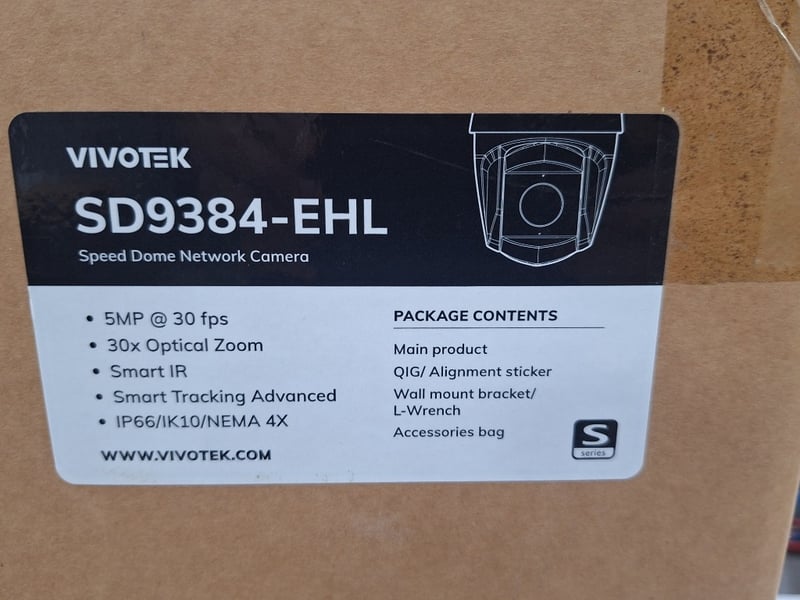 VIVOTEK
SD9384-EHL
Speed Dome Network Camera
• 5MP @ 30 fps
• 30x Optical Zoom
• Smart IR
• Smart Tracking Advanced
• IP66/IK10/NEMA 4X
WWW.VIVOTEK.COM
PACKAGE CONTENTS
Main product
QIG/ Alignment sticker
Wall mount bracket/
L-Wrench
Accessories bag
S
series